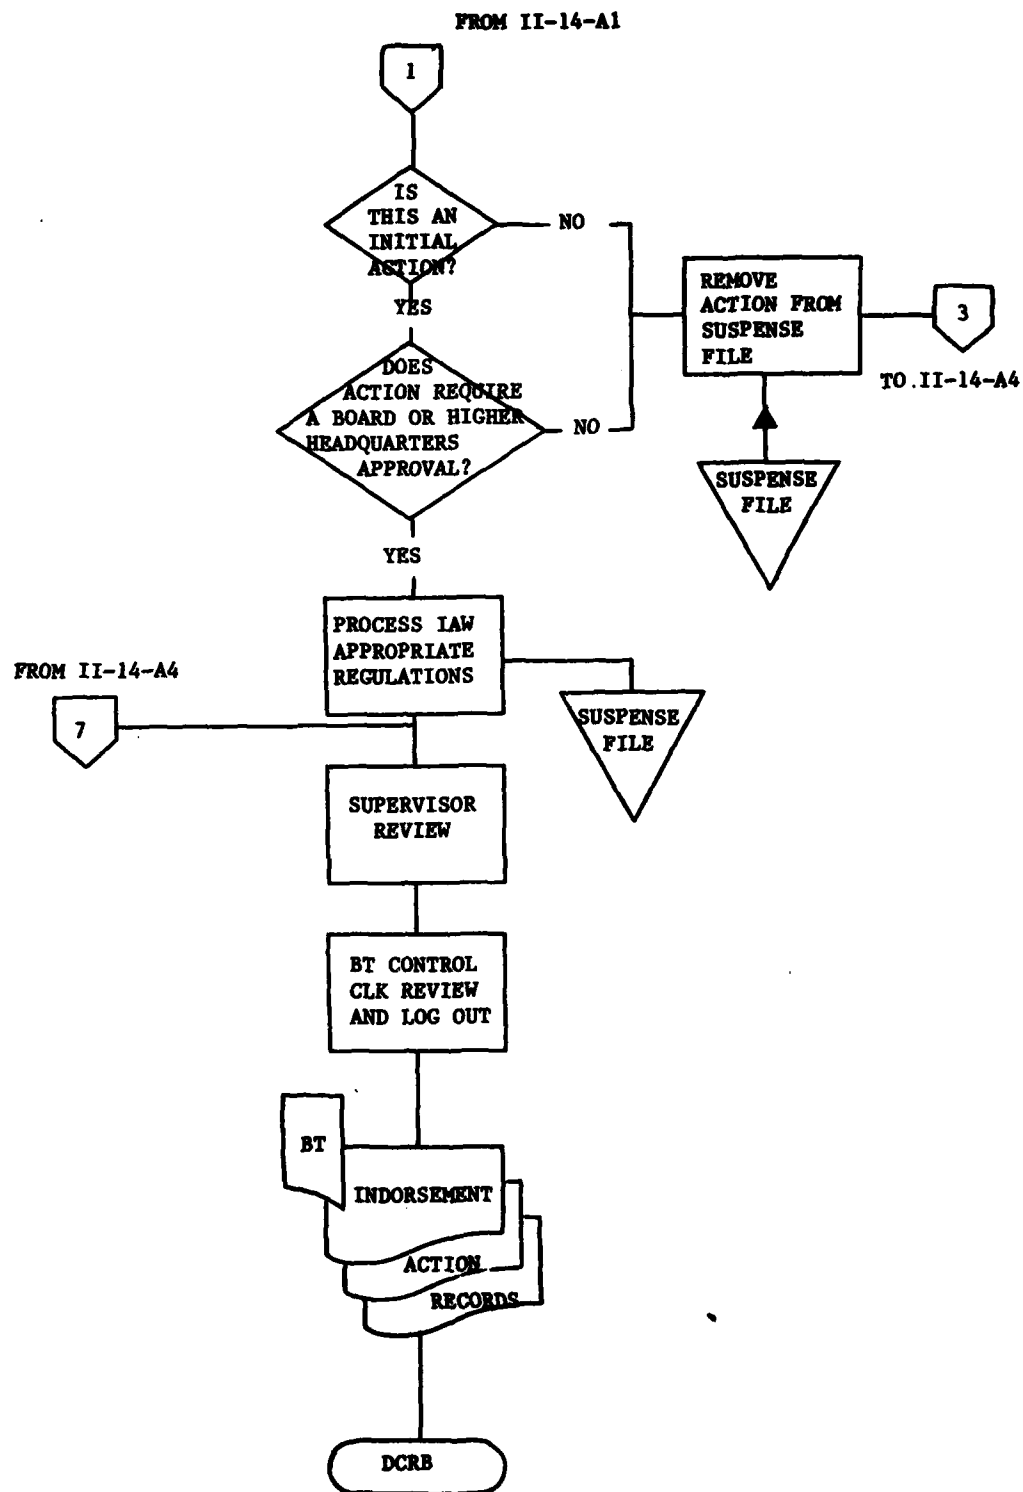 FROM II-14-A1
1
IS
THIS AN
INITIAL
ACTION?
NO
YES
REMOVE
ACTION FROM
SUSPENSE
FILE
3
TO.II-14-A4
DOES
ACTION REQUIRE
A BOARD OR HIGHER
HEADQUARTERS
APPROVAL?
NO
SUSPENSE
FILE
YES
PROCESS IAW
APPROPRIATE
REGULATIONS
FROM II-14-A4
7
SUSPENSE
FILE
SUPERVISOR
REVIEW
BT CONTROL
CLK REVIEW
AND LOG OUT
BT
INDORSEMENT
ACTION
RECORDS
DCRB